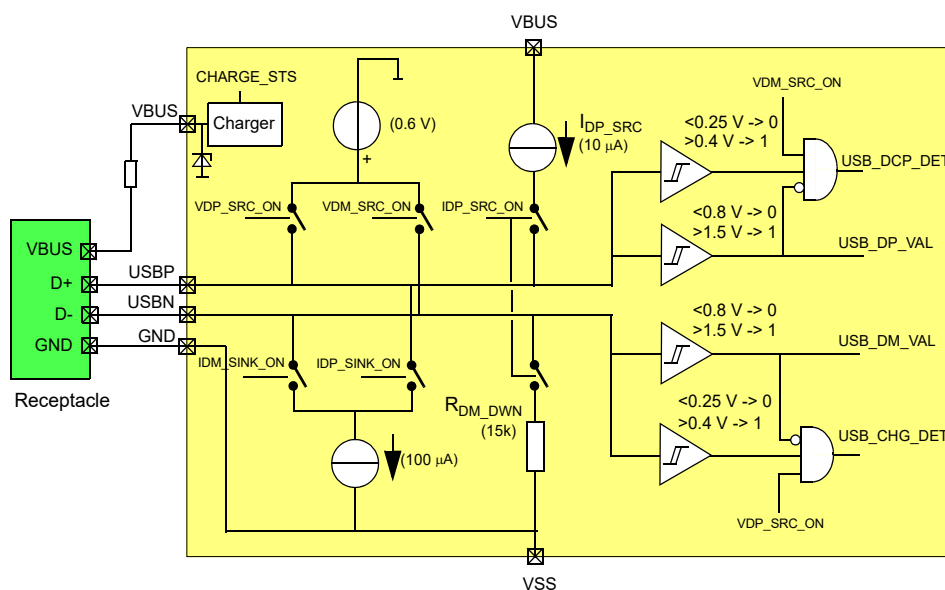 VBUS
CHARGE_STS
VDM_SRC_ON
VBUS
Charger
(0.6 V)
+
IDP_SRC
(10 μA)
<0.25 V -> 0
>0.4 V -> 1
USB_DCP_DET
VDP_SRC_ON
VDM_SRC_ON
IDP_SRC_ON
<0.8 V -> 0
>1.5 V -> 1
USB_DP_VAL
VBUS
D+
D-
GND
USBP
USBN
GND
Receptacle
<0.8 V -> 0
>1.5 V -> 1
USB_DM_VAL
IDM_SINK_ON
IDP_SINK_ON
RDM_DWN
(15k)
<0.25 V -> 0
>0.4 V -> 1
USB_CHG_DET
(100 μA)
VDP_SRC_ON
VSS